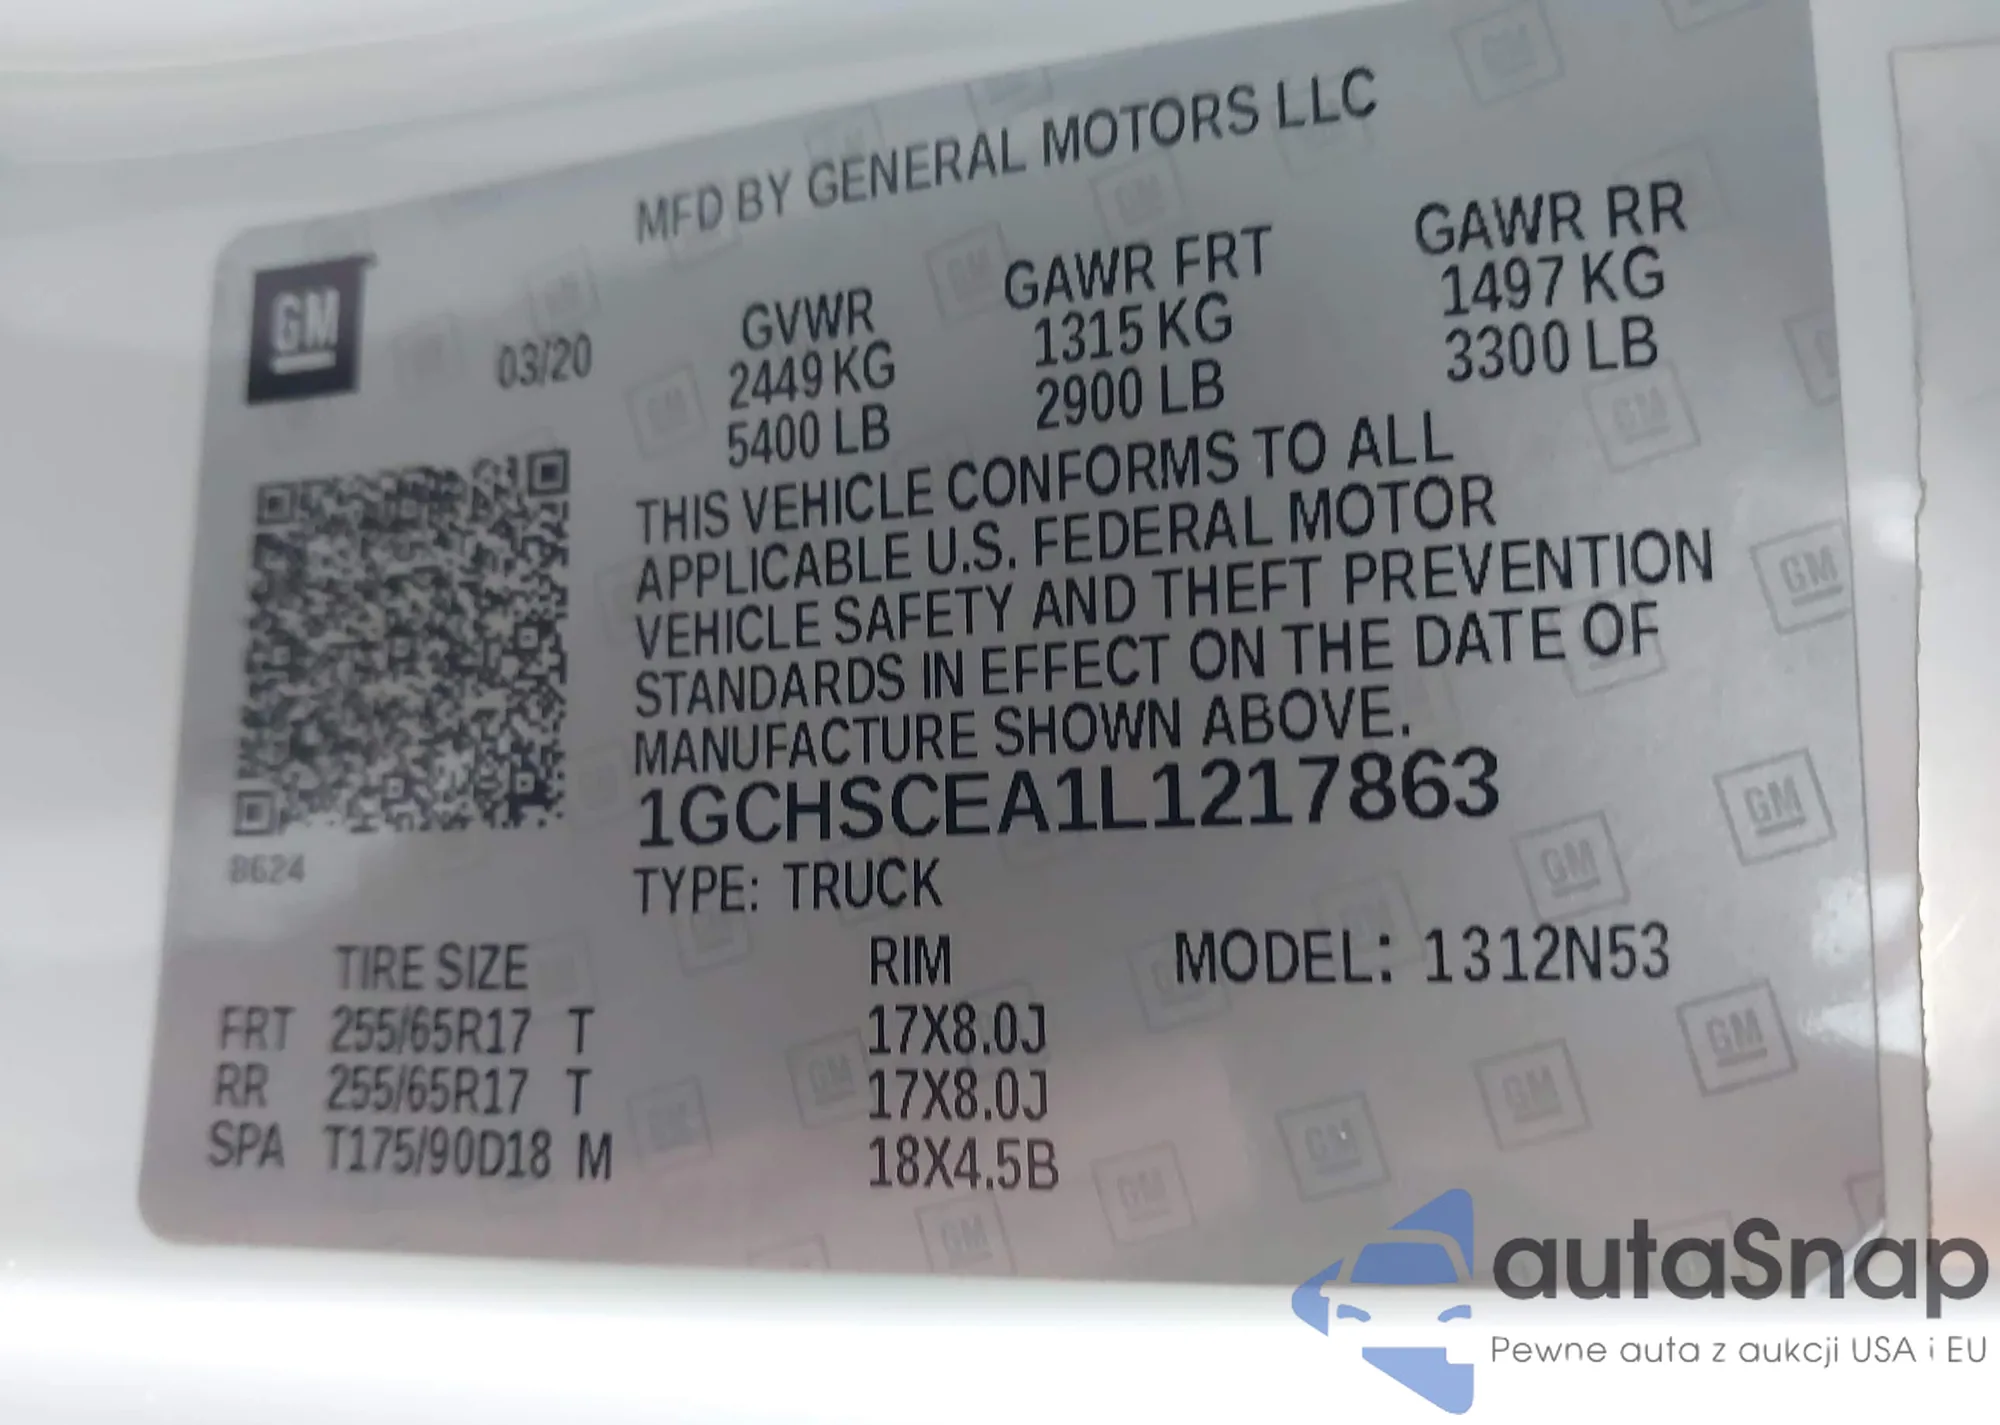 MFD BY GENERAL MOTORS LLC
GM
03/20
GVWR
2449 KG
5400 LB
GAWR FRT
1315 KG
2900 LB
GAWR RR
1497 KG
3300 LB
THIS VEHICLE CONFORMS TO ALL
APPLICABLE U.S. FEDERAL MOTOR
VEHICLE SAFETY AND THEFT PREVENTION
STANDARDS IN EFFECT ON THE DATE OF
MANUFACTURE SHOWN ABOVE.
1GCHSCEA1L1217863
8624
TYPE: TRUCK
TIRE SIZE RIM MODEL: 1312N53
FRT 255/65R17 T 17X8.0J
RR 255/65R17 T 17X8.0J
SPA T175/90D18 M 18X4.5B
autaSnap
Pewne auta z aukcji USA i EU